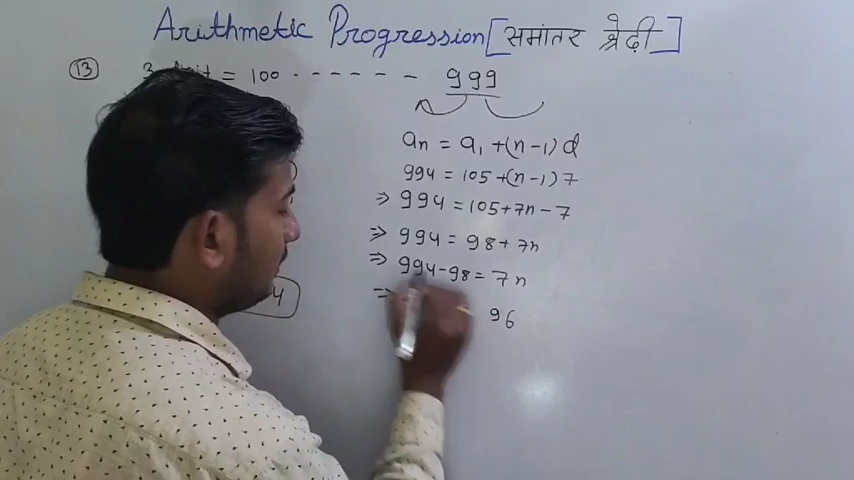 Arithmetic Progression [समांतर श्रेढ़ी]
(13) = 100 ------ 999
an = a1 + (n-1) d
994 = 105 + (n-1) 7
⇒ 994 = 105 + 7n - 7
⇒ 994 = 98 + 7n
⇒ 994 - 98 = 7n
⇒ 96
4